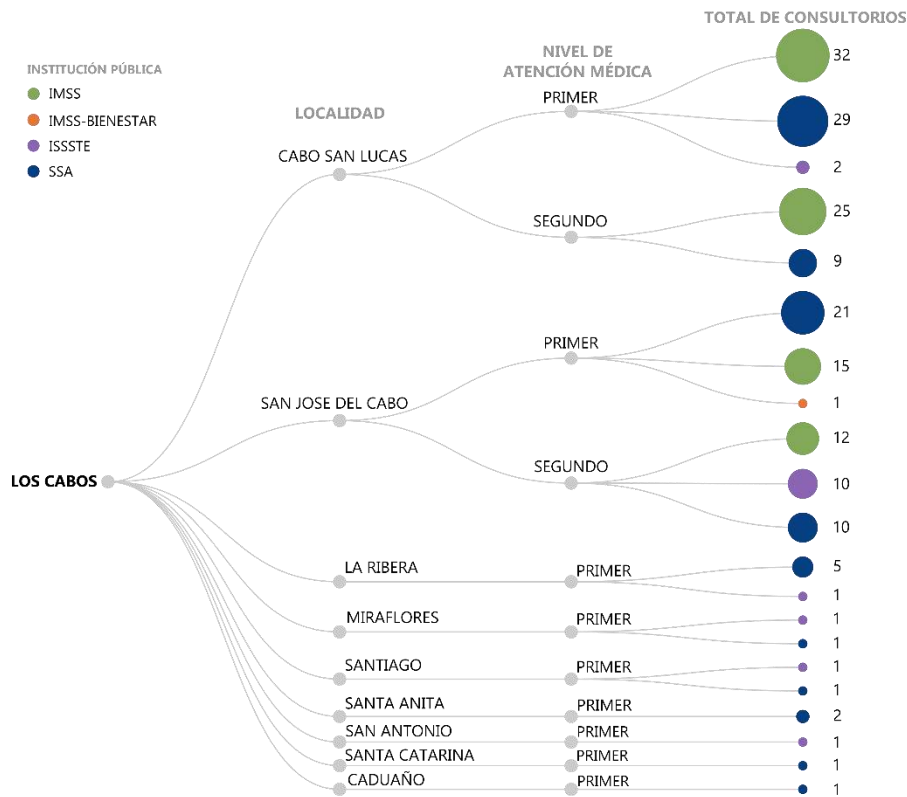 TOTAL DE CONSULTORIOS
NIVEL DE
ATENCIÓN MÉDICA
INSTITUCIÓN PÚBLICA
IMSS
IMSS-BIENESTAR
ISSSTE
SSA
LOCALIDAD
LOS CABOS
CABO SAN LUCAS
PRIMER
32
29
2
SEGUNDO
25
9
SAN JOSE DEL CABO
PRIMER
21
15
1
SEGUNDO
12
10
10
LA RIBERA
PRIMER
5
1
MIRAFLORES
PRIMER
1
1
SANTIAGO
PRIMER
1
1
SANTA ANITA
PRIMER
2
SAN ANTONIO
PRIMER
1
SANTA CATARINA
PRIMER
1
CADUAÑO
PRIMER
1